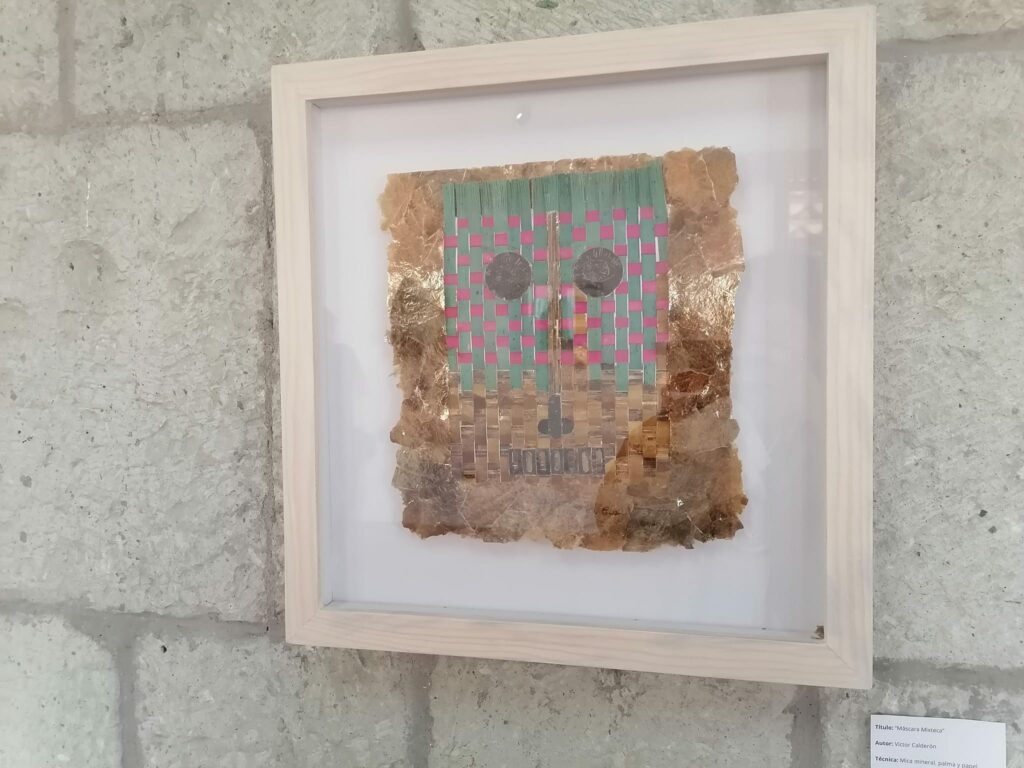 Título: "Máscara Mixteca"
Autor: Víctor Calderón
Técnica: Mica mineral, palma y papel